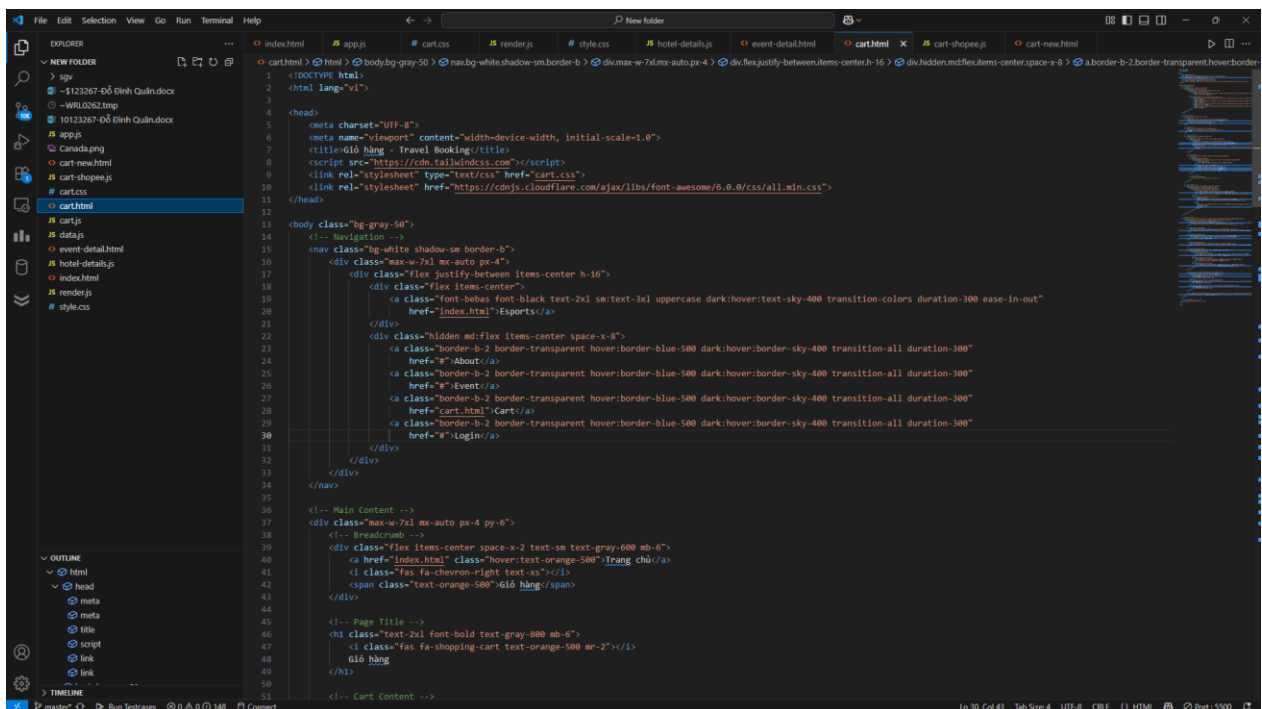 File Edit Selection View Go Run Terminal Help
New folder
EXPLORER
NEW FOLDER
sgv
~$123267-Đỗ Đình Quân.docx
~WRL0262.tmp
10123267-Đỗ Đình Quân.docx
JS app.js
Canada.png
cart-new.html
JS cart-shopee.js
# cart.css
cart.html
JS cart.js
JS data.js
event-detail.html
JS hotel-details.js
index.html
JS render.js
# style.css
OUTLINE
html
head
meta
meta
title
script
link
link
TIMELINE
10K
1
index.html JS app.js # cart.css JS render.js # style.css JS hotel-details.js event-detail.html cart.html JS cart-shopee.js cart-new.html
cart.html > html > body.bg-gray-50 > nav.bg-white.shadow-sm.border-b > div.max-w-7xl.mx-auto.px-4 > div.flex.justify-between.items-center.h-16 > div.hidden.md:flex.items-center.space-x-8 > a.border-b-2.border-transparent.hover:border-
1 <!DOCTYPE html>
2 <html lang="vi">
3
4 <head>
5 <meta charset="UTF-8">
6 <meta name="viewport" content="width=device-width, initial-scale=1.0">
7 <title>Giỏ hàng - Travel Booking</title>
8 <script src="https://cdn.tailwindcss.com"></script>
9 <link rel="stylesheet" type="text/css" href="cart.css">
10 <link rel="stylesheet" href="https://cdnjs.cloudflare.com/ajax/libs/font-awesome/6.0.0/css/all.min.css">
11 </head>
12
13 <body class="bg-gray-50">
14 <!-- Navigation -->
15 <nav class="bg-white shadow-sm border-b">
16 <div class="max-w-7xl mx-auto px-4">
17 <div class="flex justify-between items-center h-16">
18 <div class="flex items-center">
19 <a class="font-bebas font-black text-2xl sm:text-3xl uppercase dark:hover:text-sky-400 transition-colors duration-300 ease-in-out"
20 href="index.html">Esports</a>
21 </div>
22 <div class="hidden md:flex items-center space-x-8">
23 <a class="border-b-2 border-transparent hover:border-blue-500 dark:hover:border-sky-400 transition-all duration-300"
24 href="#">About</a>
25 <a class="border-b-2 border-transparent hover:border-blue-500 dark:hover:border-sky-400 transition-all duration-300"
26 href="#">Event</a>
27 <a class="border-b-2 border-transparent hover:border-blue-500 dark:hover:border-sky-400 transition-all duration-300"
28 href="cart.html">Cart</a>
29 <a class="border-b-2 border-transparent hover:border-blue-500 dark:hover:border-sky-400 transition-all duration-300"
30 href="#">Login</a>
31 </div>
32 </div>
33 </div>
34 </nav>
35
36 <!-- Main Content -->
37 <div class="max-w-7xl mx-auto px-4 py-6">
38 <!-- Breadcrumb -->
39 <div class="flex items-center space-x-2 text-sm text-gray-600 mb-6">
40 <a href="index.html" class="hover:text-orange-500">Trang chủ</a>
41 <i class="fas fa-chevron-right text-xs"></i>
42 <span class="text-orange-500">Giỏ hàng</span>
43 </div>
44
45 <!-- Page Title -->
46 <h1 class="text-2xl font-bold text-gray-800 mb-6">
47 <i class="fas fa-shopping-cart text-orange-500 mr-2"></i>
48 Giỏ hàng
49 </h1>
50
51 <!-- Cart Content -->
master* Run Testcases 0 0 148 Connect
Ln 30, Col 43 Tab Size: 4 UTF-8 CRLF {} HTML Port : 5500